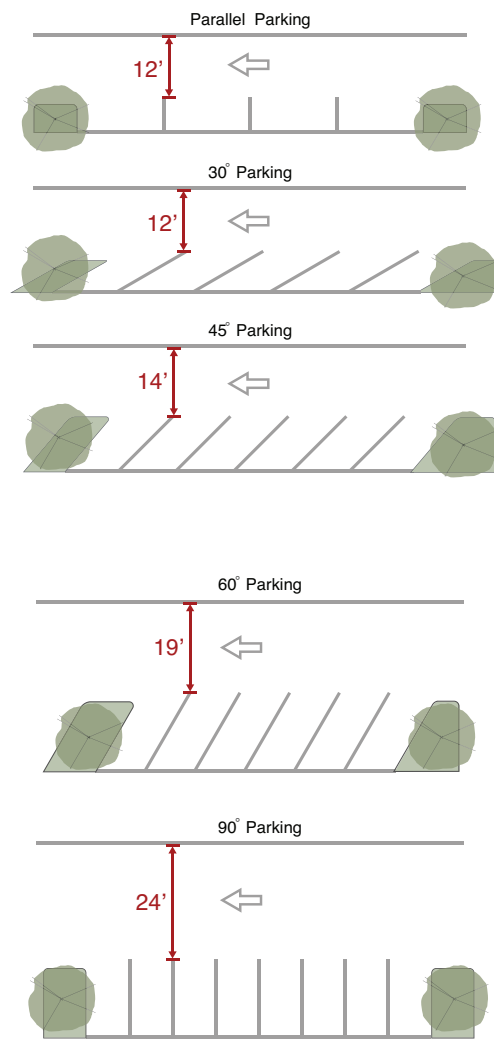 Parallel Parking
12’
30° Parking
12’
45° Parking
14’
60° Parking
19’
90° Parking
24’